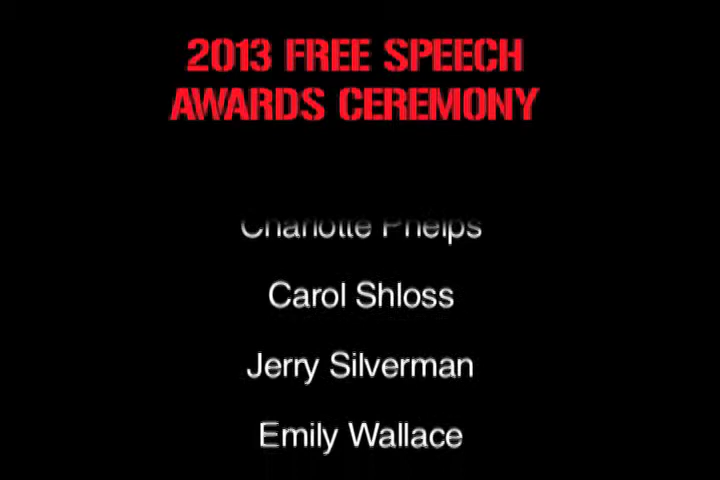 2013 FREE SPEECH
AWARDS CEREMONY
Charlotte Phelps
Carol Shloss
Jerry Silverman
Emily Wallace